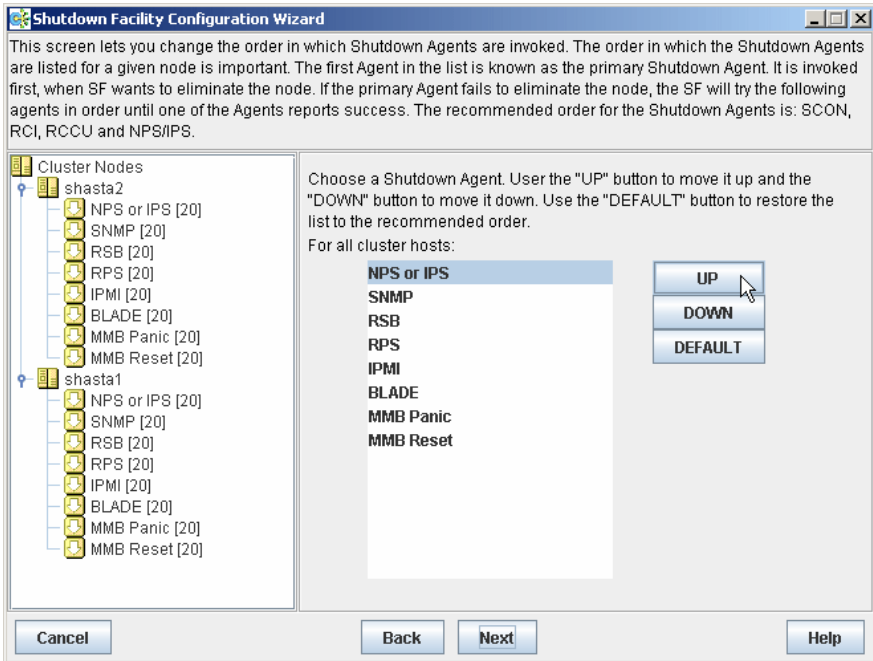 Shutdown Facility Configuration Wizard
This screen lets you change the order in which Shutdown Agents are invoked. The order in which the Shutdown Agents
are listed for a given node is important. The first Agent in the list is known as the primary Shutdown Agent. It is invoked
first, when SF wants to eliminate the node. If the primary Agent fails to eliminate the node, the SF will try the following
agents in order until one of the Agents reports success. The recommended order for the Shutdown Agents is: SCON,
RCI, RCCU and NPS/IPS.
Cluster Nodes
shasta2
NPS or IPS [20]
SNMP [20]
RSB [20]
RPS [20]
IPMI [20]
BLADE [20]
MMB Panic [20]
MMB Reset [20]
shasta1
NPS or IPS [20]
SNMP [20]
RSB [20]
RPS [20]
IPMI [20]
BLADE [20]
MMB Panic [20]
MMB Reset [20]
Choose a Shutdown Agent. User the "UP" button to move it up and the
"DOWN" button to move it down. Use the "DEFAULT" button to restore the
list to the recommended order.
For all cluster hosts:
NPS or IPS
SNMP
RSB
RPS
IPMI
BLADE
MMB Panic
MMB Reset
UP
DOWN
DEFAULT
Cancel
Back
Next
Help